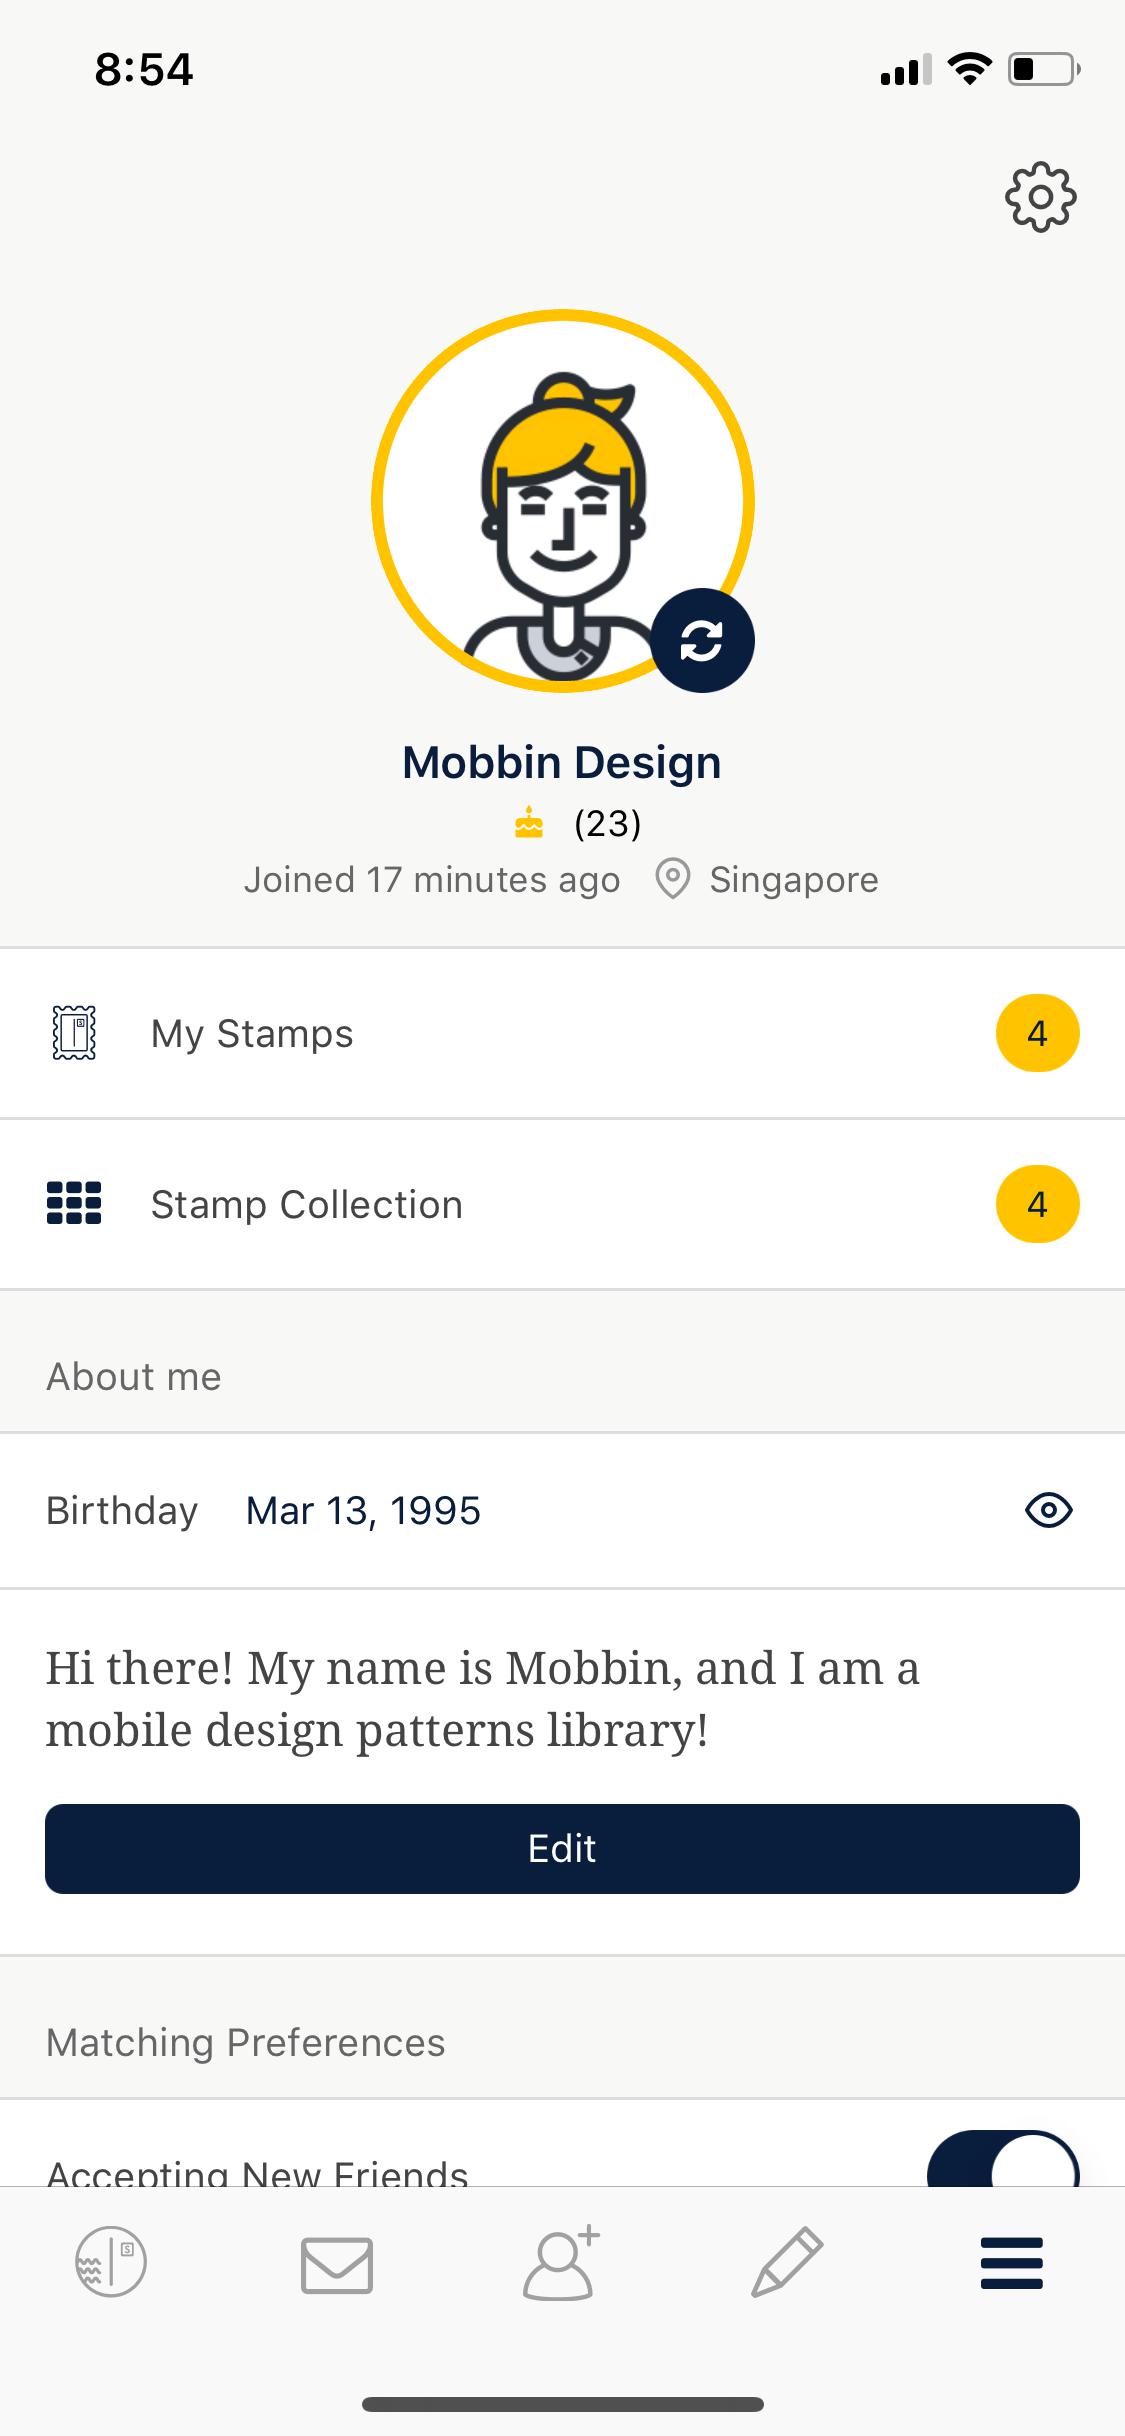 8:54
Mobbin Design
(23)
Joined 17 minutes ago Singapore
My Stamps 4
Stamp Collection 4
About me
Birthday Mar 13, 1995
Hi there! My name is Mobbin, and I am a
mobile design patterns library!
Edit
Matching Preferences
Accepting New Friends